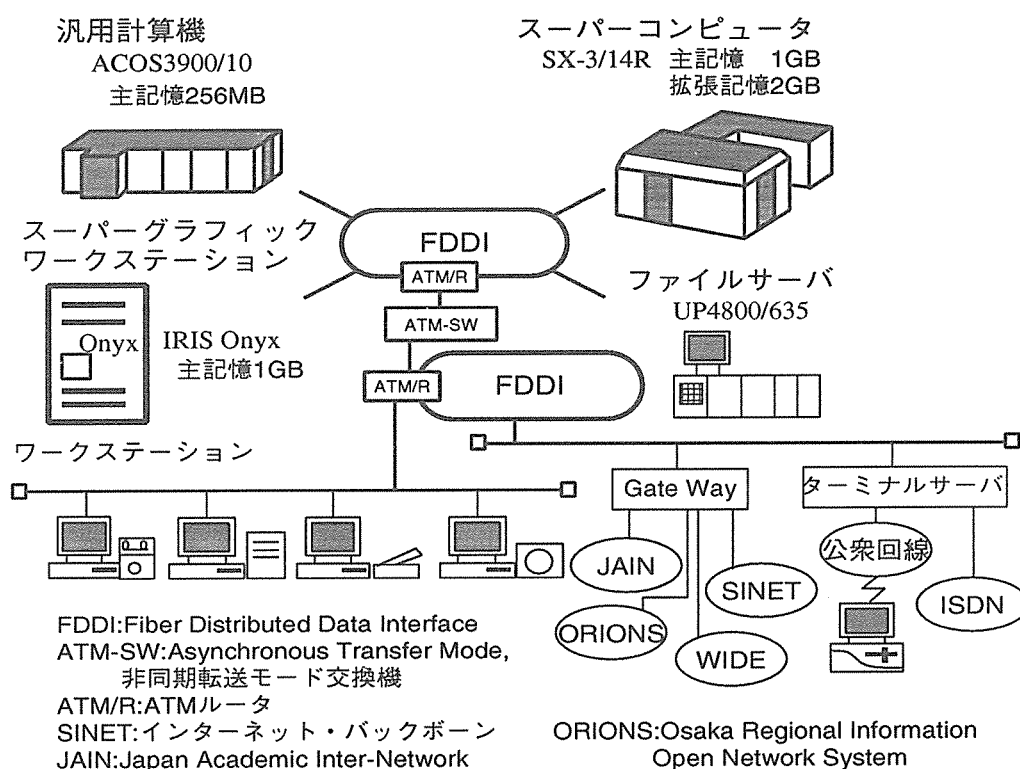 汎用計算機
ACOS3900/10
主記憶256MB
スーパーコンピュータ
SX-3/14R 主記憶 1GB
拡張記憶2GB
スーパーグラフィック
ワークステーション
FDDI
ATM/R
ATM-SW
ATM/R
FDDI
Onyx
IRIS Onyx
主記憶1GB
ファイルサーバ
UP4800/635
ワークステーション
Gate Way
ターミナルサーバ
JAIN
ORIONS
WIDE
SINET
公衆回線
ISDN
FDDI:Fiber Distributed Data Interface
ATM-SW:Asynchronous Transfer Mode,
非同期転送モード交換機
ATM/R:ATMルータ
SINET:インターネット・バックボーン
JAIN:Japan Academic Inter-Network
ORIONS:Osaka Regional Information
Open Network System